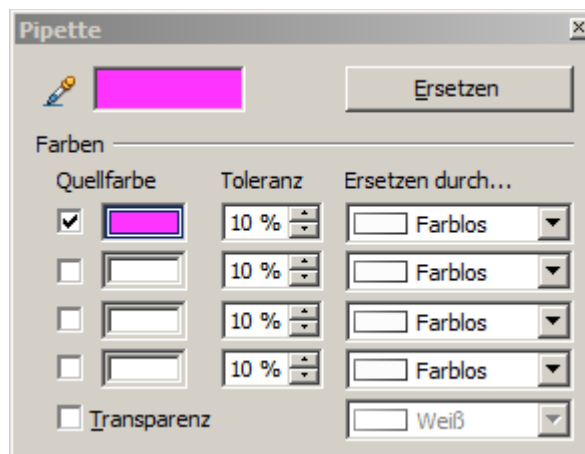 Pipette
Ersetzen
Farben
Quellfarbe Toleranz Ersetzen durch...
10 % Farblos
10 % Farblos
10 % Farblos
10 % Farblos
Transparenz Weiß